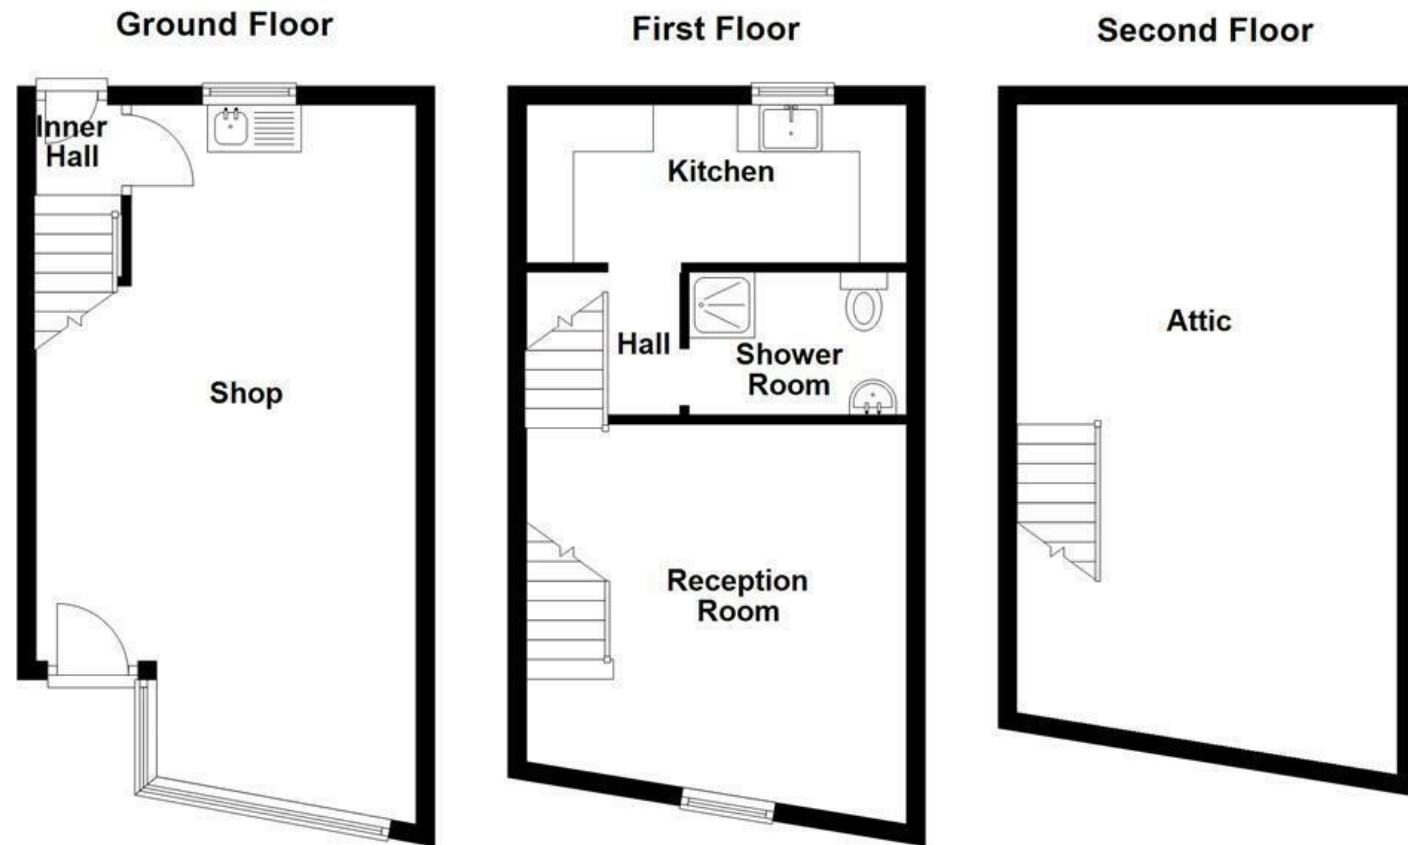 Ground Floor
Inner
Hall
Shop
First Floor
Kitchen
Hall
Shower
Room
Reception
Room
Second Floor
Attic